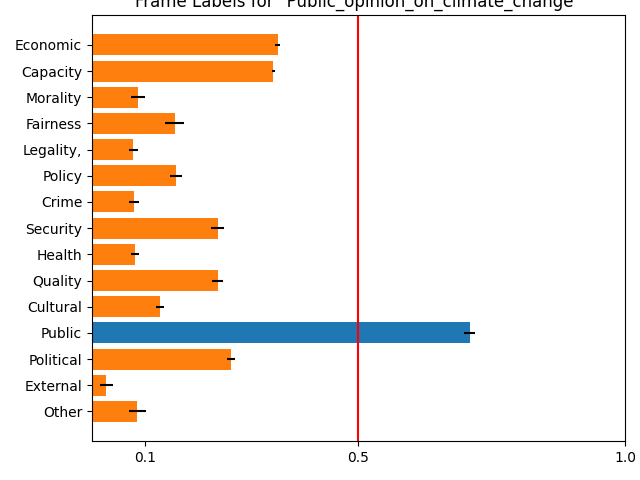 Frame Labels for "Public_opinion_on_climate_change"
Economic
Capacity
Morality
Fairness
Legality,
Policy
Crime
Security
Health
Quality
Cultural
Public
Political
External
Other
0.1
0.5
1.0